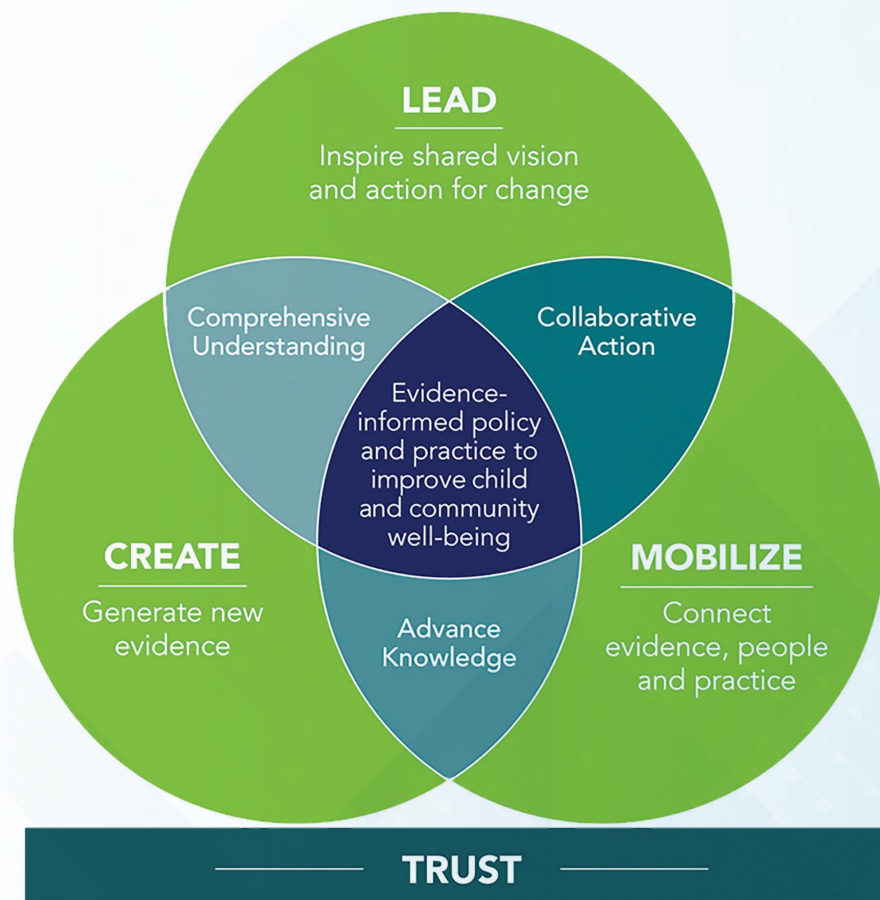 LEAD
Inspire shared vision
and action for change
Comprehensive
Understanding
Collaborative
Action
Evidence-
informed policy
and practice to
improve child
and community
well-being
CREATE
Generate new
evidence
MOBILIZE
Connect
evidence, people
and practice
Advance
Knowledge
TRUST